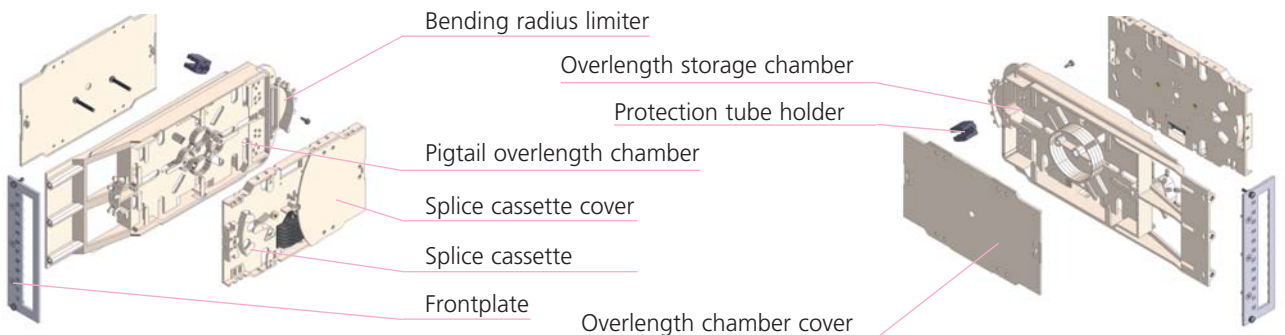 Bending radius limiter
Overlength storage chamber
Protection tube holder
Pigtail overlength chamber
Splice cassette cover
Splice cassette
Frontplate
Overlength chamber cover